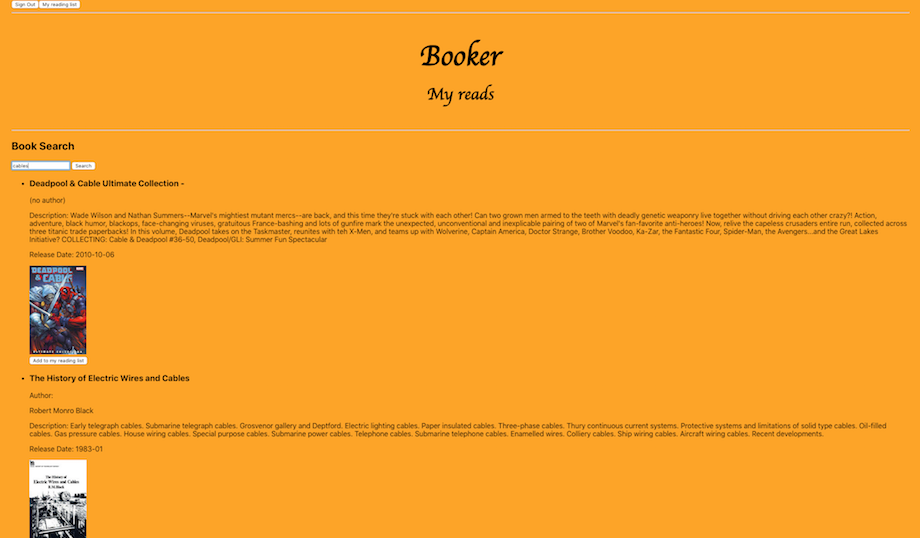 Sign Out My reading list
Booker
My reads
Book Search
cables Search
• Deadpool & Cable Ultimate Collection -
(no author)
Description: Wade Wilson and Nathan Summers--Marvel's mightiest mutant mercs--are back, and this time they're stuck with each other! Can two grown men armed to the teeth with deadly genetic weaponry live together without driving each other crazy?! Action,
adventure, black humor, blackops, face-changing viruses, gratuitous France-bashing and lots of gunfire mark the unexpected, unconventional and inexplicable pairing of two of Marvel's fan-favorite anti-heroes! Now, relive the capeless crusaders entire run, collected across
three titanic trade paperbacks! In this volume, Deadpool takes on the Taskmaster, reunites with teh X-Men, and teams up with Wolverine, Captain America, Doctor Strange, Brother Voodoo, Ka-Zar, the Fantastic Four, Spider-Man, the Avengers...and the Great Lakes
Initiative? COLLECTING: Cable & Deadpool #36-50, Deadpool/GLI: Summer Fun Spectacular
Release Date: 2010-10-06
DEADPOOL
& CABLE
ULTIMATE COLLECTION
Add to my reading list
• The History of Electric Wires and Cables
Author:
Robert Monro Black
Description: Early telegraph cables. Submarine telegraph cables. Grosvenor gallery and Deptford. Electric lighting cables. Paper insulated cables. Three-phase cables. Thury continuous current systems. Protective systems and limitations of solid type cables. Oil-filled
cables. Gas pressure cables. House wiring cables. Special purpose cables. Submarine power cables. Telephone cables. Submarine telephone cables. Enamelled wires. Colliery cables. Ship wiring cables. Aircraft wiring cables. Recent developments.
Release Date: 1983-01
The History of
Electric Wires and Cables
R.M. Black